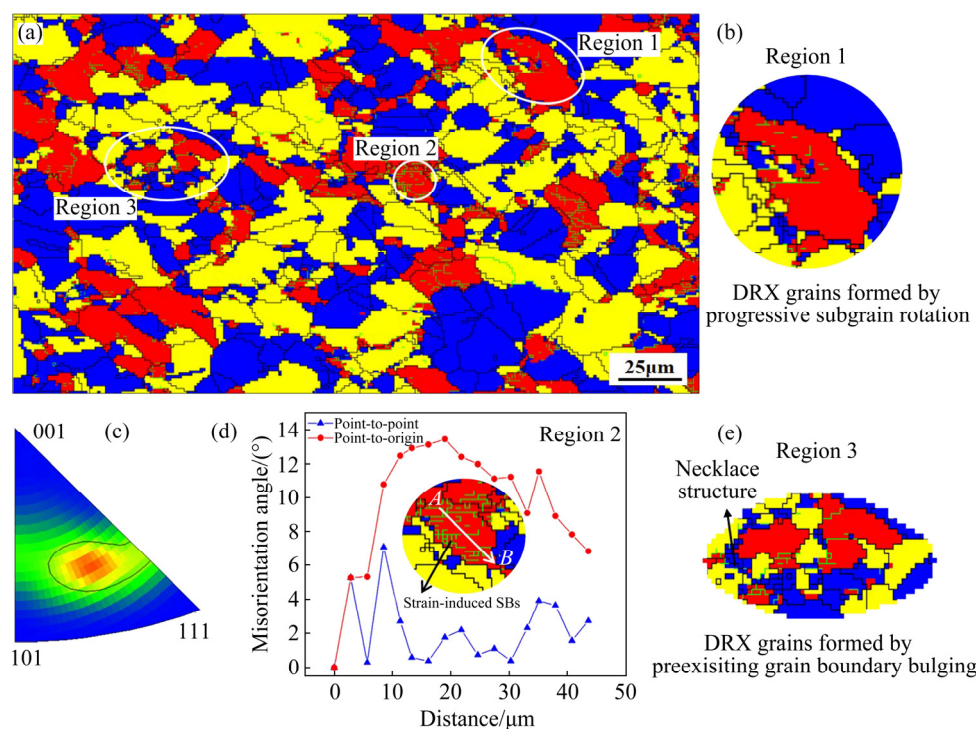 (a)
Region 1
Region 2
Region 3
25μm
(b)
Region 1
DRX grains formed by
progressive subgrain rotation
(c)
001
101
111
(d)
Point-to-point
Point-to-origin
Region 2
14
12
10
8
6
4
2
0
Misorientation angle/(°)
A
B
Strain-induced SBs
0
10
20
30
40
50
Distance/μm
(e)
Region 3
Necklace
structure
DRX grains formed by
preexisiting grain boundary bulging